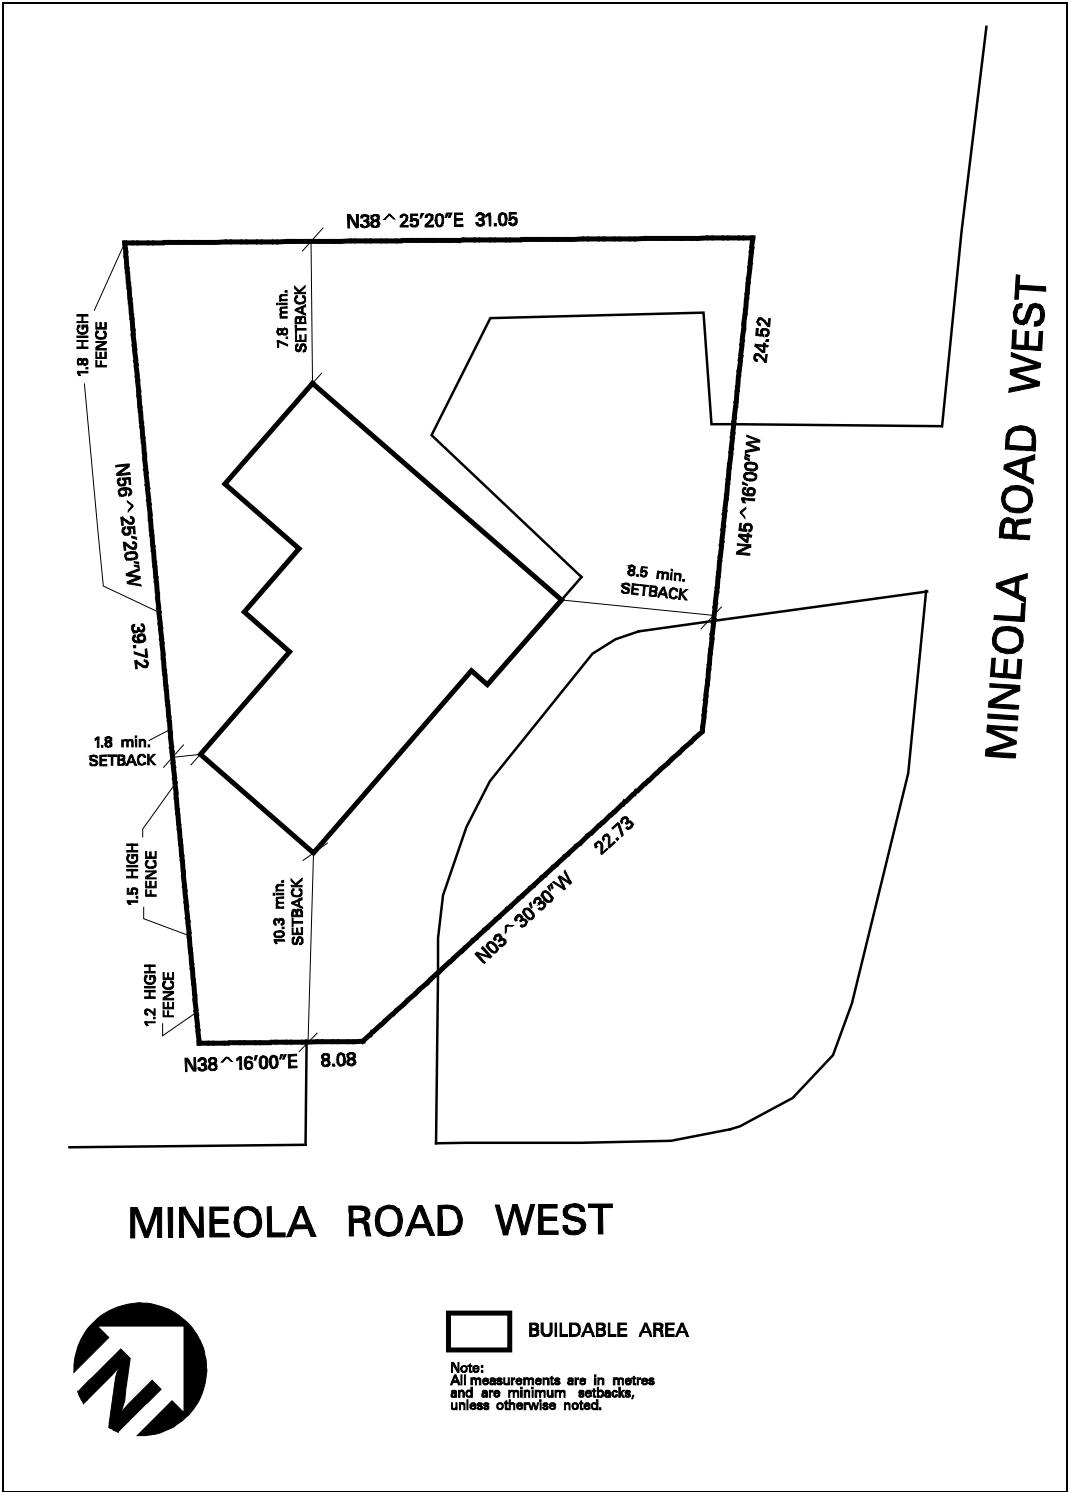 N38^25'20"E 31.05
1.8 HIGH
FENCE
7.8 min.
SETBACK
24.52
N45^16'00"W
MINEOLA ROAD WEST
N56^25'20"W
39.72
8.5 min.
SETBACK
1.8 min.
SETBACK
1.5 HIGH
FENCE
10.3 min.
SETBACK
22.73
N03^30'30"W
1.2 HIGH
FENCE
N38^16'00"E 8.08
MINEOLA ROAD WEST
N
BUILDABLE AREA
Note:
All measurements are in metres
and are minimum setbacks,
unless otherwise noted.